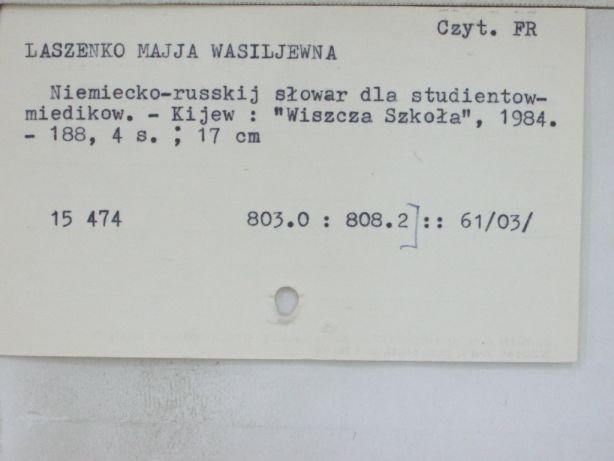 Czyt. FR
LASZENKO MAJJA WASILJEWNA
Niemiecko-russkij słowar dla studientow-
miedikow. - Kijew : "Wiszcza Szkoła", 1984.
- 188, 4 s. ; 17 cm
15 474 803.0 : 808.2] :: 61/03/